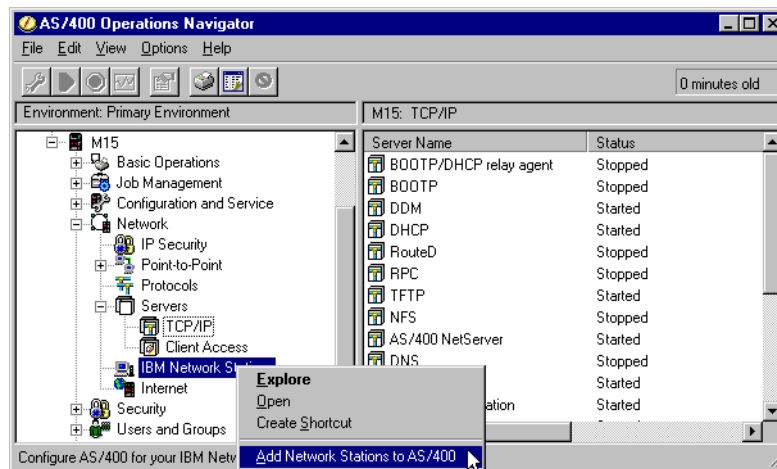 AS/400 Operations Navigator
File Edit View Options Help
0 minutes old
Environment: Primary Environment
M15: TCP/IP
M15
Basic Operations
Job Management
Configuration and Service
Network
IP Security
Point-to-Point
Protocols
Servers
TCP/IP
Client Access
IBM Network
Internet
Security
Users and Groups
Server Name Status
BOOTP/DHCP relay agent Stopped
BOOTP Stopped
DDM Started
DHCP Started
RouteD Stopped
RPC Stopped
TFTP Started
NFS Stopped
AS/400 NetServer Started
DNS Stopped
Started
ation Started
Explore
Open
Create Shortcut
Add Network Stations to AS/400
Configure AS/400 for your IBM Netw